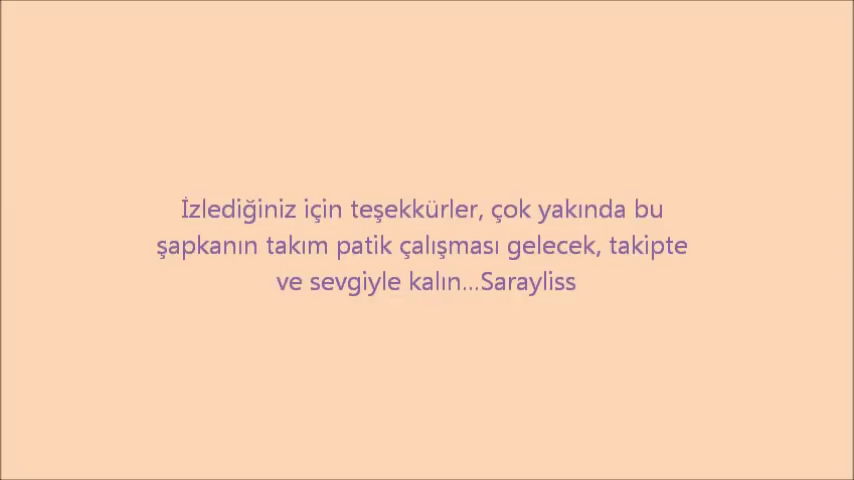 İzlediğiniz için teşekkürler, çok yakında bu
şapkanın takım patik çalışması gelecek, takipte
ve sevgiyle kalın...Sarayliss